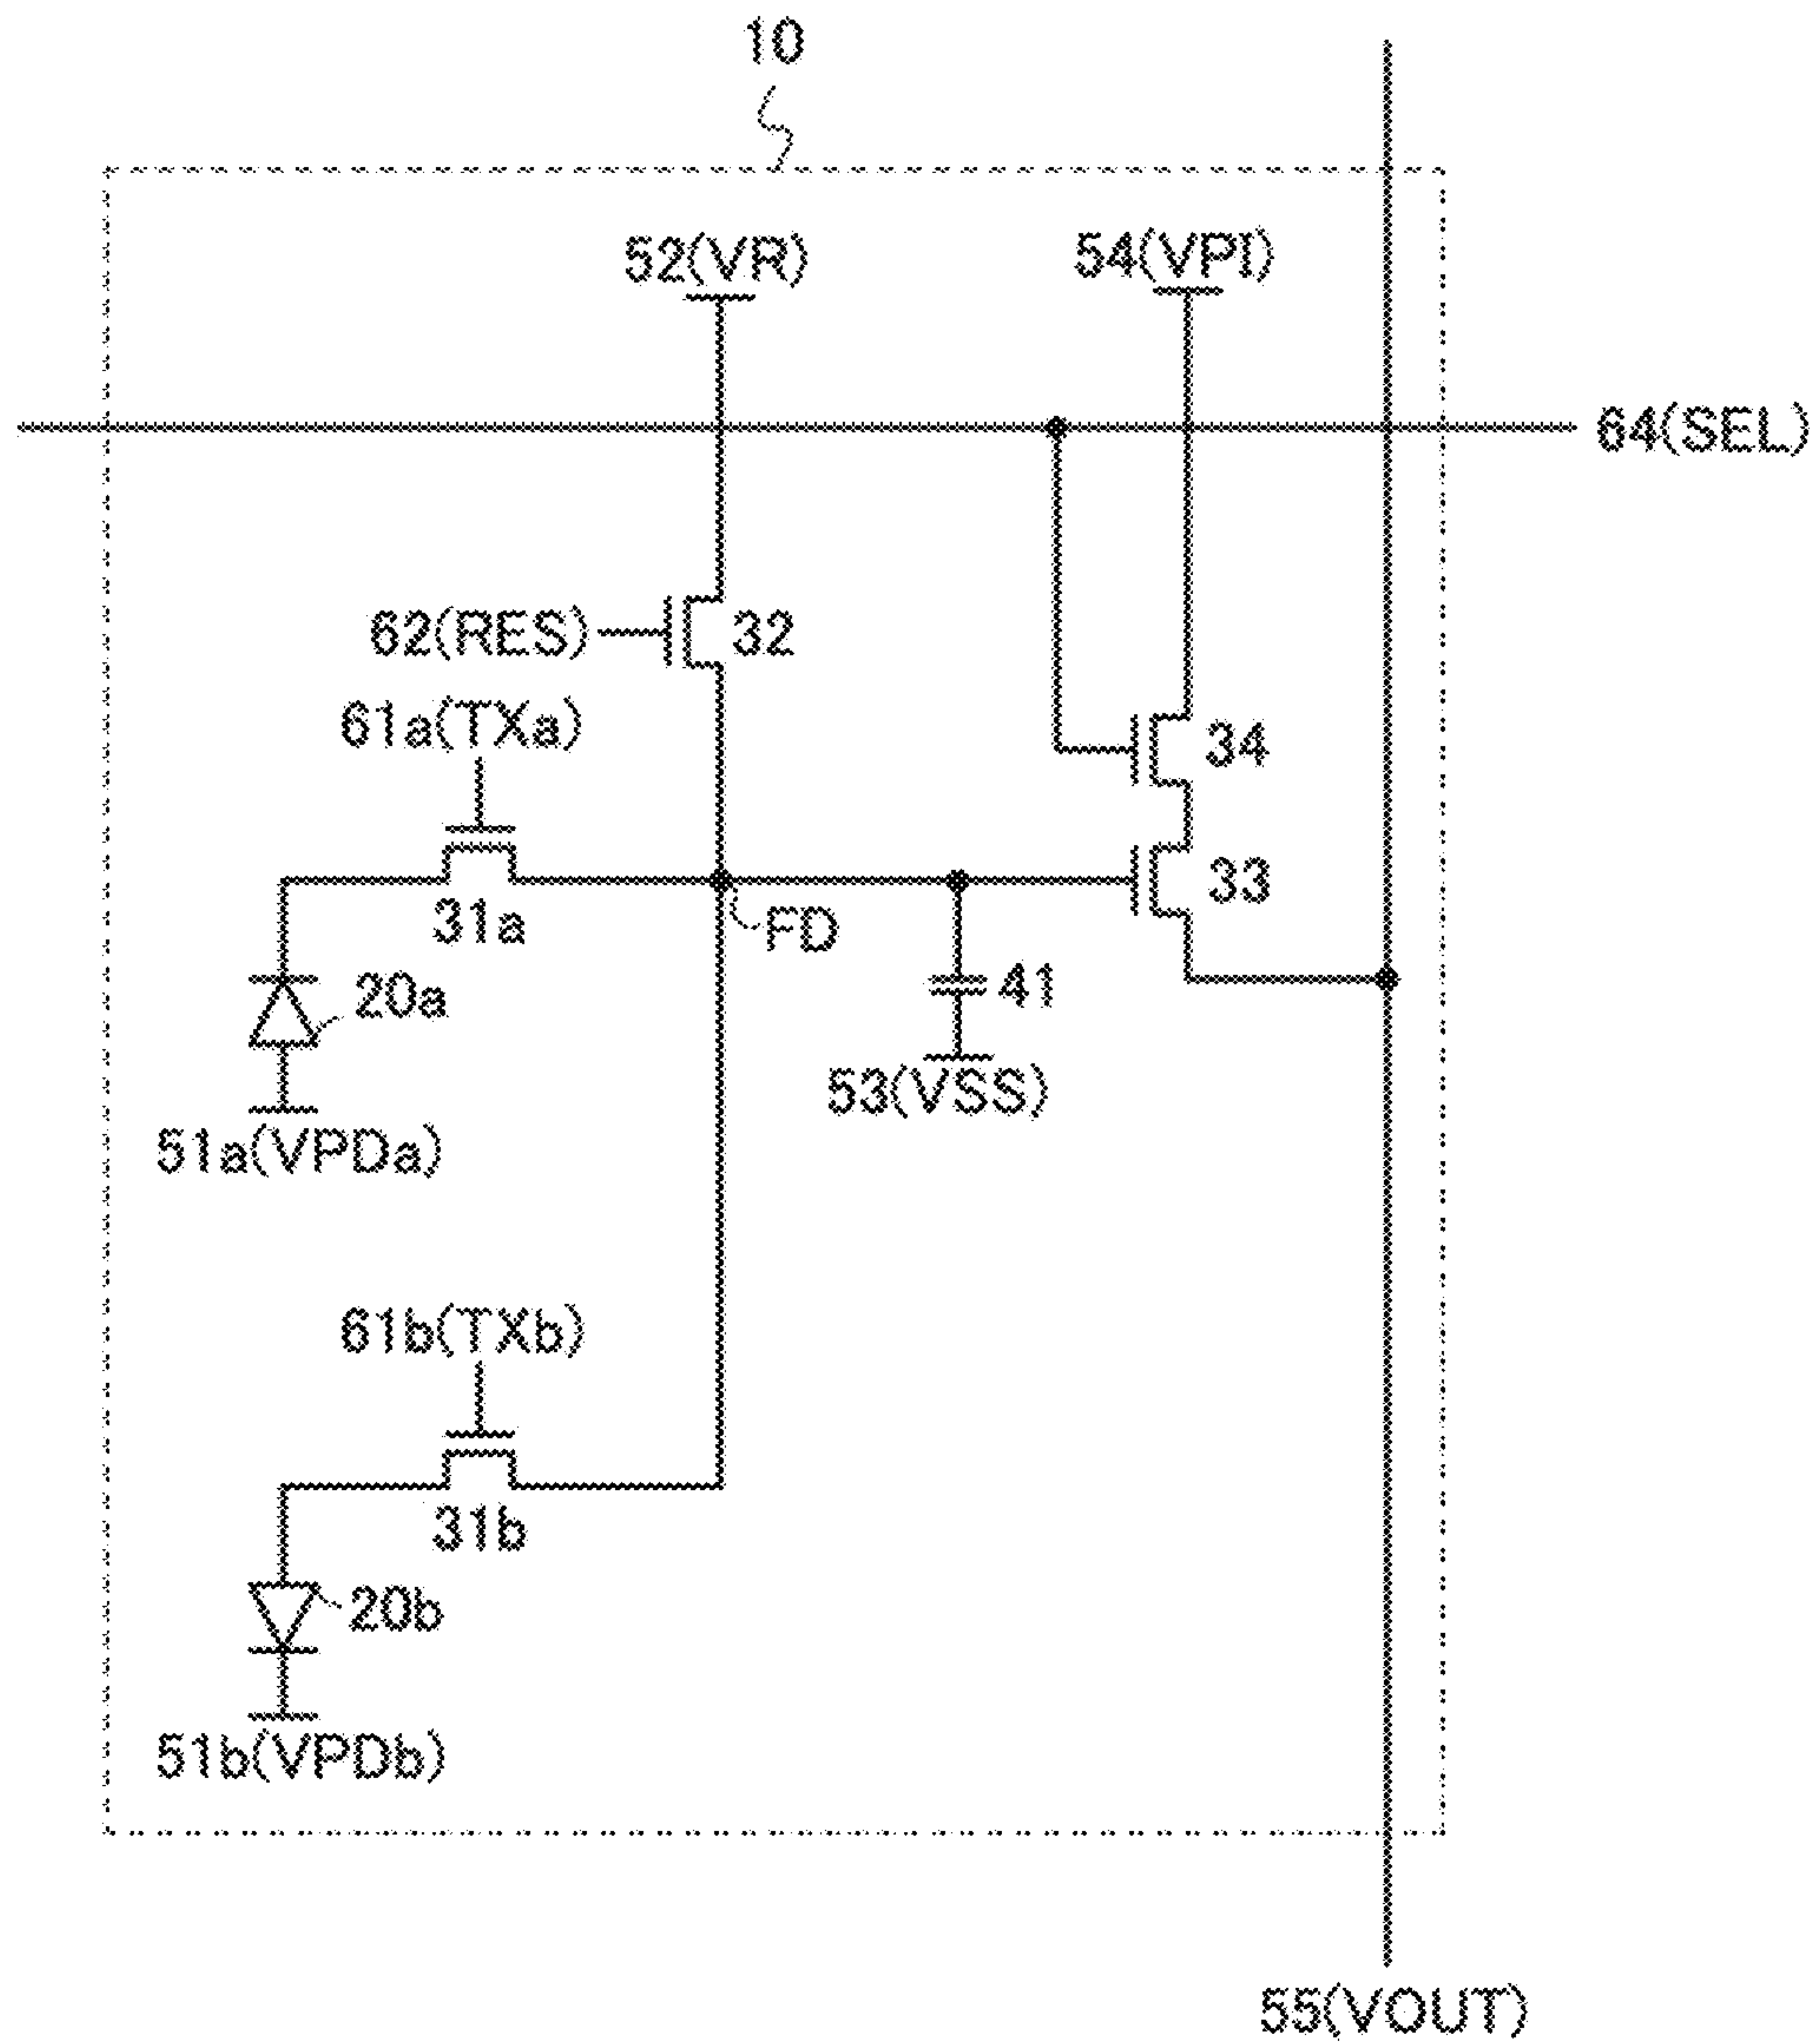 10
52(VR)
54(VPI)
64(SEL)
62(RES)
32
61a(TXa)
34
33
31a
FD
20a
41
53(VSS)
51a(VPDa)
61b(TXb)
31b
20b
51b(VPDb)
55(VOUT)